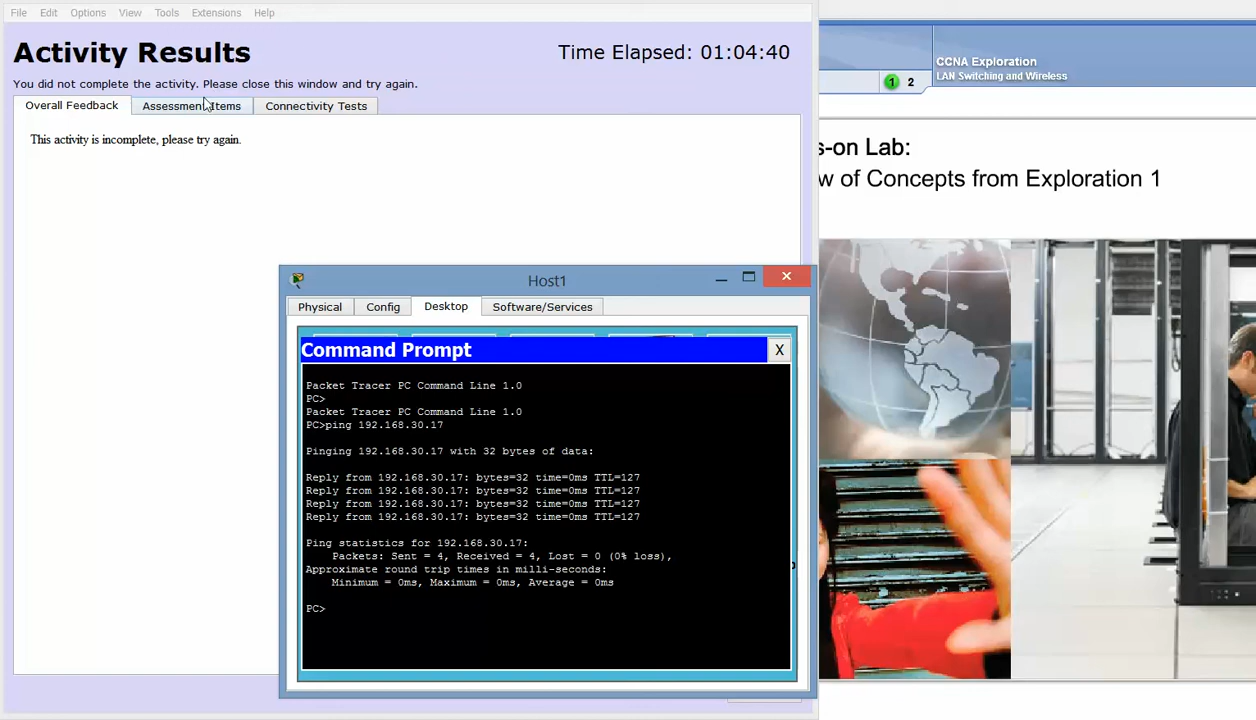 File Edit Options View Tools Extensions Help
Activity Results
Time Elapsed: 01:04:40
You did not complete the activity. Please close this window and try again.
Overall Feedback Assessment Items Connectivity Tests
This activity is incomplete, please try again.
CCNA Exploration
LAN Switching and Wireless
1 2
s-on Lab:
w of Concepts from Exploration 1
Host1
Physical Config Desktop Software/Services
Command Prompt X
Packet Tracer PC Command Line 1.0
PC>
Packet Tracer PC Command Line 1.0
PC>ping 192.168.30.17
Pinging 192.168.30.17 with 32 bytes of data:
Reply from 192.168.30.17: bytes=32 time=0ms TTL=127
Reply from 192.168.30.17: bytes=32 time=0ms TTL=127
Reply from 192.168.30.17: bytes=32 time=0ms TTL=127
Reply from 192.168.30.17: bytes=32 time=0ms TTL=127
Ping statistics for 192.168.30.17:
Packets: Sent = 4, Received = 4, Lost = 0 (0% loss),
Approximate round trip times in milli-seconds:
Minimum = 0ms, Maximum = 0ms, Average = 0ms
PC>